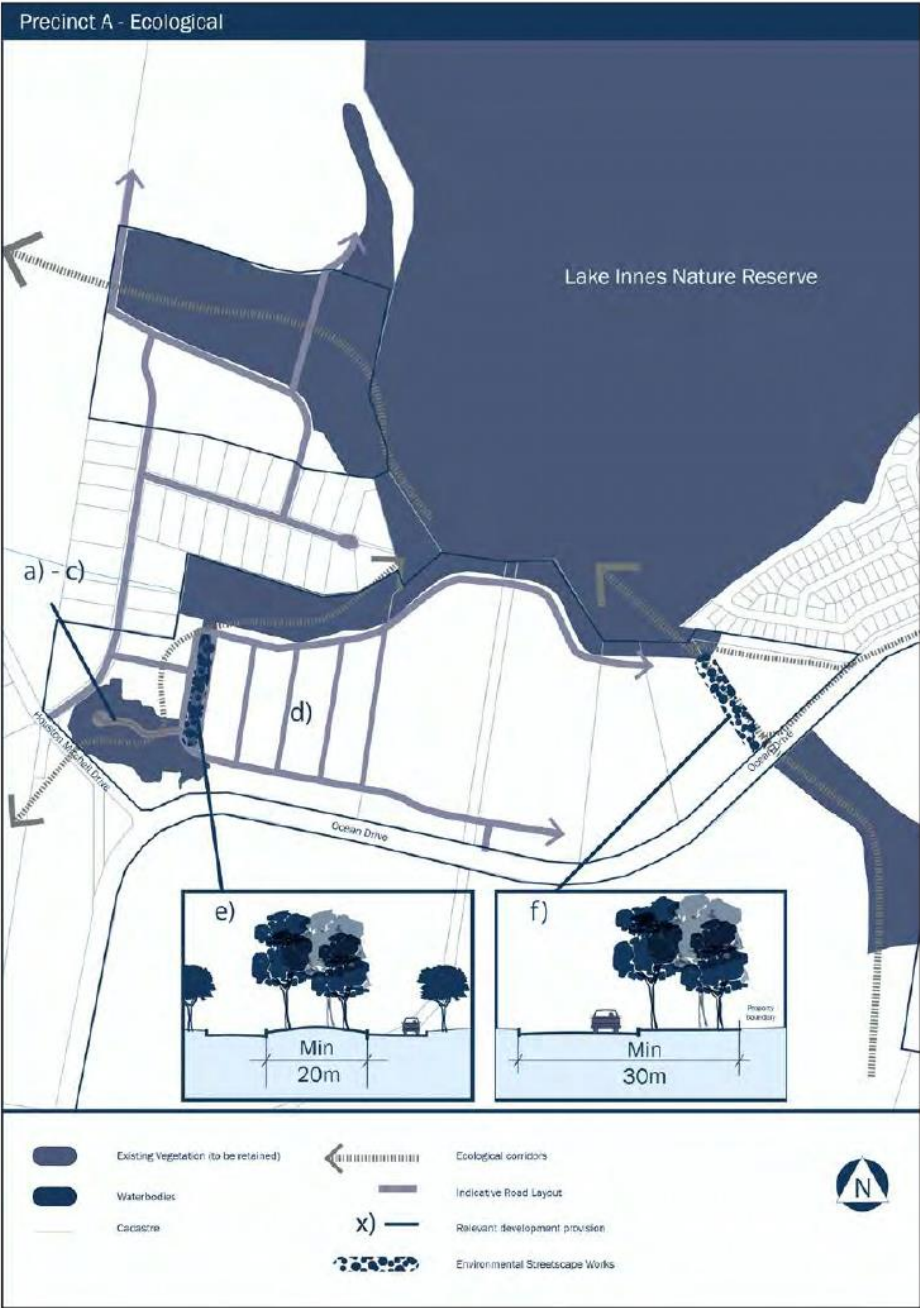 Precinct A - Ecological
Lake Innes Nature Reserve
a) - c)
d)
Houston Mitchell Drive
Ocean Drive
Ocean Drive
e)
Min
20m
f)
Property
boundary
Min
30m
Existing Vegetation (to be retained)
Waterbodies
Cadastre
Ecological corridors
Indicative Road Layout
x)
Relevant development provision
Environmental Streetscape Works
N